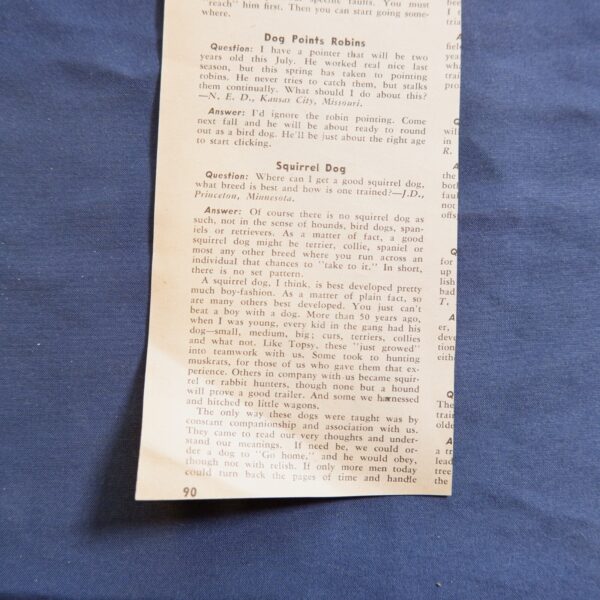 "reach" him first. Then you can start going some-
where.
Dog Points Robins
Question: I have a pointer that will be two
years old this July. He worked real nice last
season, but this spring has taken to pointing
robins. He never tries to catch them, but stalks
them continually. What should I do about this?
—N. E. D., Kansas City, Missouri.
Answer: I'd ignore the robin pointing. Come
next fall and he will be about ready to round
out as a bird dog. He'll be just about the right age
to start clicking.
Squirrel Dog
Question: Where can I get a good squirrel dog,
what breed is best and how is one trained?—J.D.,
Princeton, Minnesota.
Answer: Of course there is no squirrel dog as
such, not in the sense of hounds, bird dogs, span-
iels or retrievers. As a matter of fact, a good
squirrel dog might be terrier, collie, spaniel or
most any other breed where you run across an
individual that chances to "take to it." In short,
there is no set pattern.
A squirrel dog, I think, is best developed pretty
much boy-fashion. As a matter of plain fact, so
are many others best developed. You just can't
beat a boy with a dog. More than 50 years ago,
when I was young, every kid in the gang had his
dog—small, medium, big; curs, terriers, collies
and what not. Like Topsy, these "just growed"
into teamwork with us. Some took to hunting
muskrats, for those of us who gave them that ex-
perience. Others in company with us became squir-
rel or rabbit hunters, though none but a hound
will prove a good trailer. And some we harnessed
and hitched to little wagons.
The only way these dogs were taught was by
constant companionship and association with us.
They came to read our very thoughts and under-
stand our meanings. If need be, we could or-
der a dog to "Go home," and he would obey,
though not with relish. If only more men today
could turn back the pages of time and handle
90